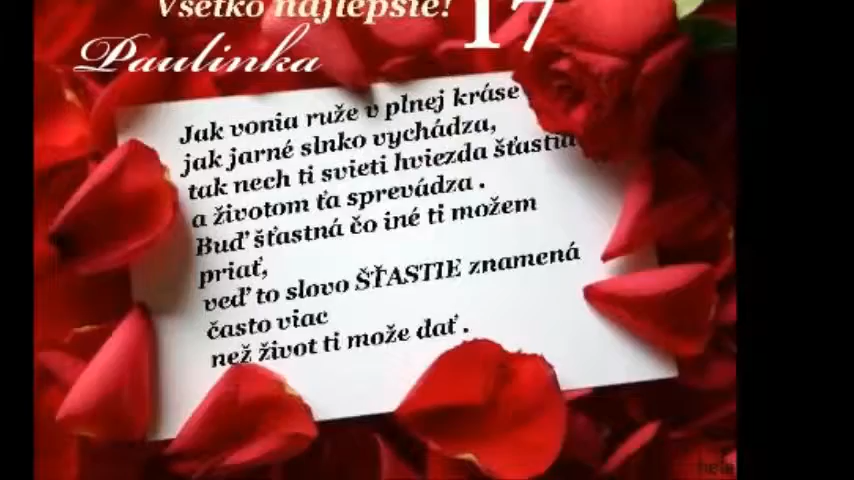 Všetko najlepšie!
17
Paulinka
Jak vonia ruže v plnej kráse
jak jarné slnko vychádza,
tak nech ti svieti hviezda šťastia
a životom ťa sprevádza .
Buď šťastná čo iné ti možem
priať,
veď to slovo ŠŤASTIE znamená
často viac
než život ti može dať .